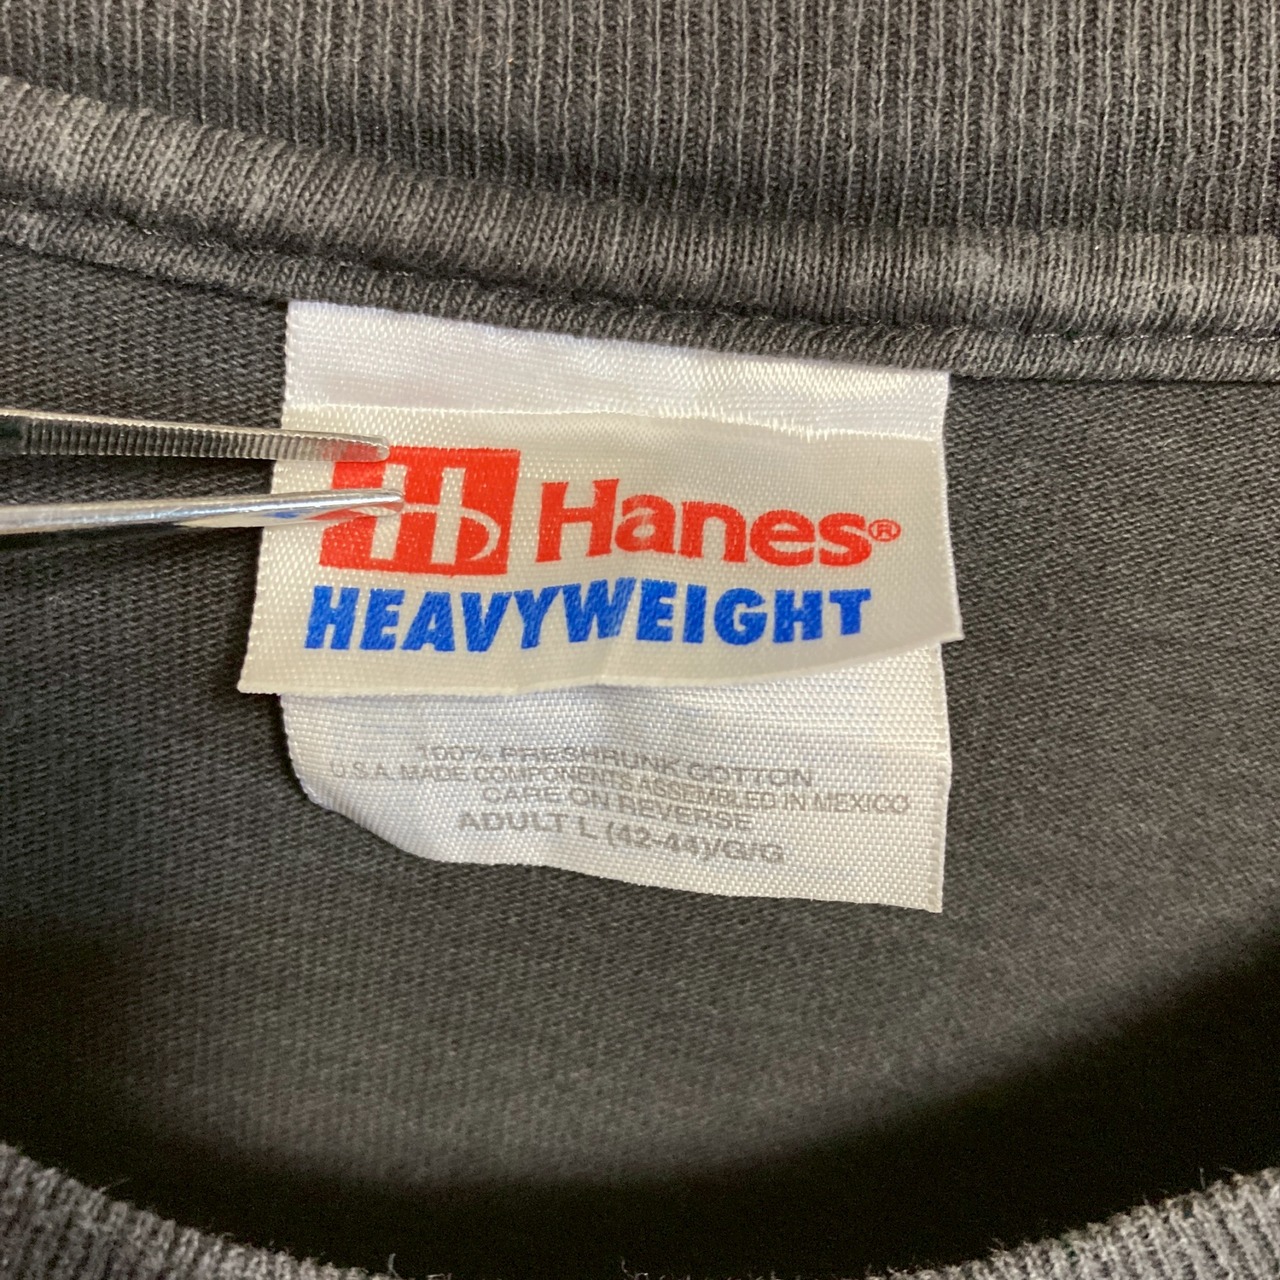 H Hanes®
HEAVYWEIGHT
100% PRESHRUNK COTTON
U.S.A. MADE COMPONENTS ASSEMBLED IN MEXICO
CARE ON REVERSE
ADULT L (42-44)/G/G